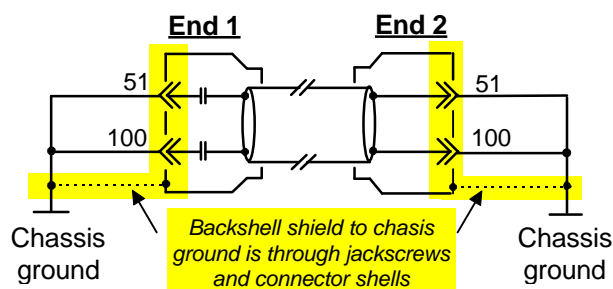 End 1
End 2
51
51
100
100
Backshell shield to chasis
ground is through jackscrews
and connector shells
Chassis
ground
Chassis
ground